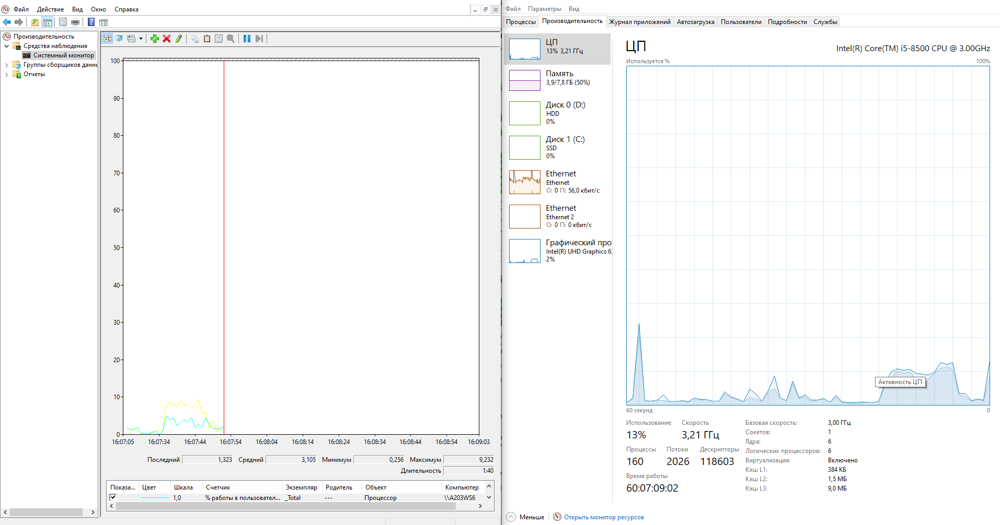 Файл Действие Вид Окно Справка
Производительность
Средства наблюдения
Системный монитор
Группы сборщиков данн
Отчеты
100
90
80
70
60
50
40
30
20
10
0
16:07:05 16:07:34 16:07:44 16:07:54 16:08:04 16:08:14 16:08:24 16:08:34 16:08:44 16:08:54 16:09:03
Последний 1,323 Средний 3,105 Минимум 0,256 Максимум 9,232
Длительность 1:40
Показа... Цвет Шкала Счетчик Экземпляр Родитель Объект Компьютер
1,0 % работы в пользовател... _Total --- Процессор \\A203WS6
Файл Параметры Вид
Процессы Производительность Журнал приложений Автозагрузка Пользователи Подробности Службы
ЦП
13% 3,21 ГГц
Память
3,9/7,8 ГБ (50%)
Диск 0 (D:)
HDD
0%
Диск 1 (C:)
SSD
0%
Ethernet
Ethernet
О: 0 П: 56,0 кбит/с
Ethernet
Ethernet 2
О: 0 П: 0 кбит/с
Графический про
Intel(R) UHD Graphics 63
2%
ЦП
Intel(R) Core(TM) i5-8500 CPU @ 3.00GHz
Используется % 100%
Активность ЦП
60 секунд 0
Использование Скорость
13% 3,21 ГГц
Процессы Потоки Дескрипторы
160 2026 118603
Время работы
60:07:09:02
Базовая скорость: 3,00 ГГц
Сокетов: 1
Ядра: 6
Логических процессоров: 6
Виртуализация: Включено
Кэш L1: 384 КБ
Кэш L2: 1,5 МБ
Кэш L3: 9,0 МБ
Меньше Открыть монитор ресурсов